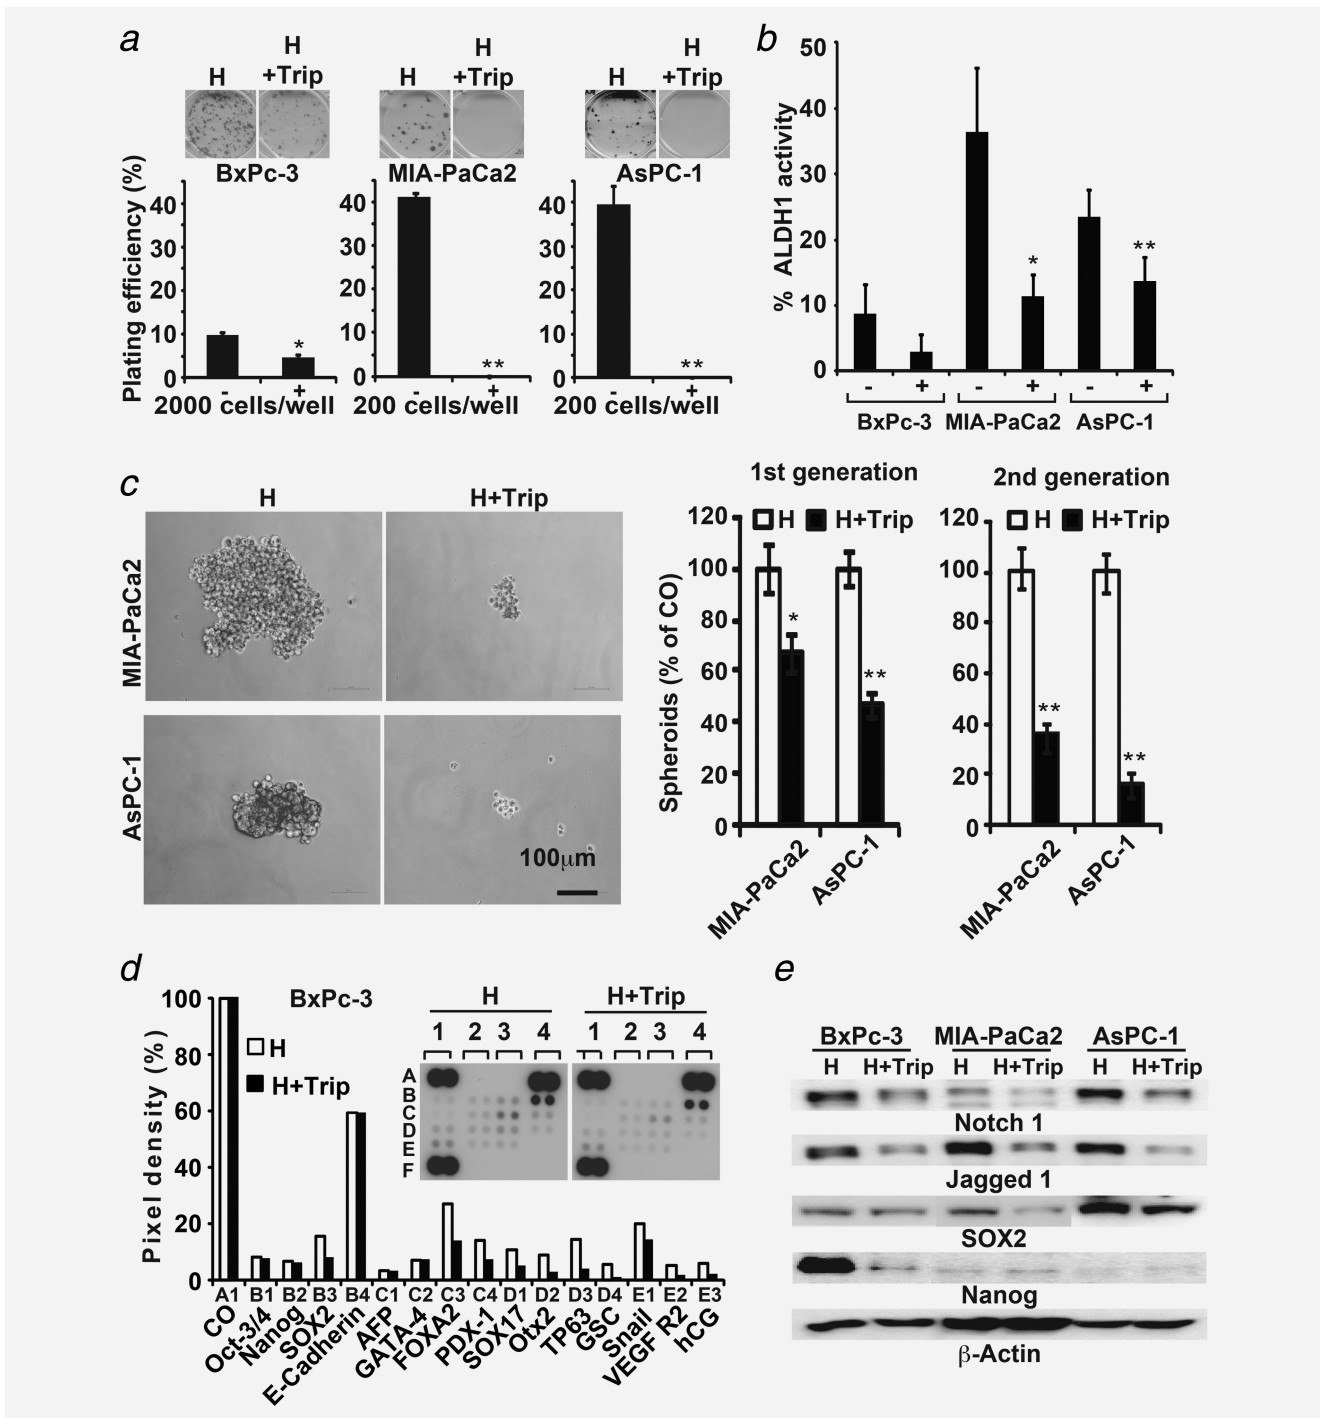 a
H
H
+Trip
H
H
+Trip
H
H
+Trip
BxPc-3
MIA-PaCa2
AsPC-1
Plating efficiency (%)
40
30
20
10
0
40
30
20
10
0
40
30
20
10
0
*
**
**
- +
- +
- +
2000 cells/well
200 cells/well
200 cells/well
b
% ALDH1 activity
50
40
30
20
10
0
*
**
- + - + - +
BxPc-3 MIA-PaCa2 AsPC-1
c
H
H+Trip
MIA-PaCa2
AsPC-1
100μm
1st generation
H H+Trip
Spheroids (% of CO)
120
100
80
60
40
20
0
*
**
MIA-PaCa2
AsPC-1
2nd generation
H H+Trip
120
100
80
60
40
20
0
**
**
MIA-PaCa2
AsPC-1
d
BxPc-3
H
H+Trip
Pixel density (%)
100
80
60
40
20
0
H
H+Trip
1 2 3 4
1 2 3 4
A
B
C
D
E
F
A1 B1 B2 B3 B4 C1 C2 C3 C4 D1 D2 D3 D4 E1 E2 E3
CO
Oct-3/4
Nanog
SOX2
E-Cadherin
AFP
GATA-4
FOXA2
PDX-1
SOX17
Otx2
TP63
GSC
Snail
VEGF R2
hCG
e
BxPc-3 MIA-PaCa2 AsPC-1
H H+Trip H H+Trip H H+Trip
Notch 1
Jagged 1
SOX2
Nanog
β-Actin